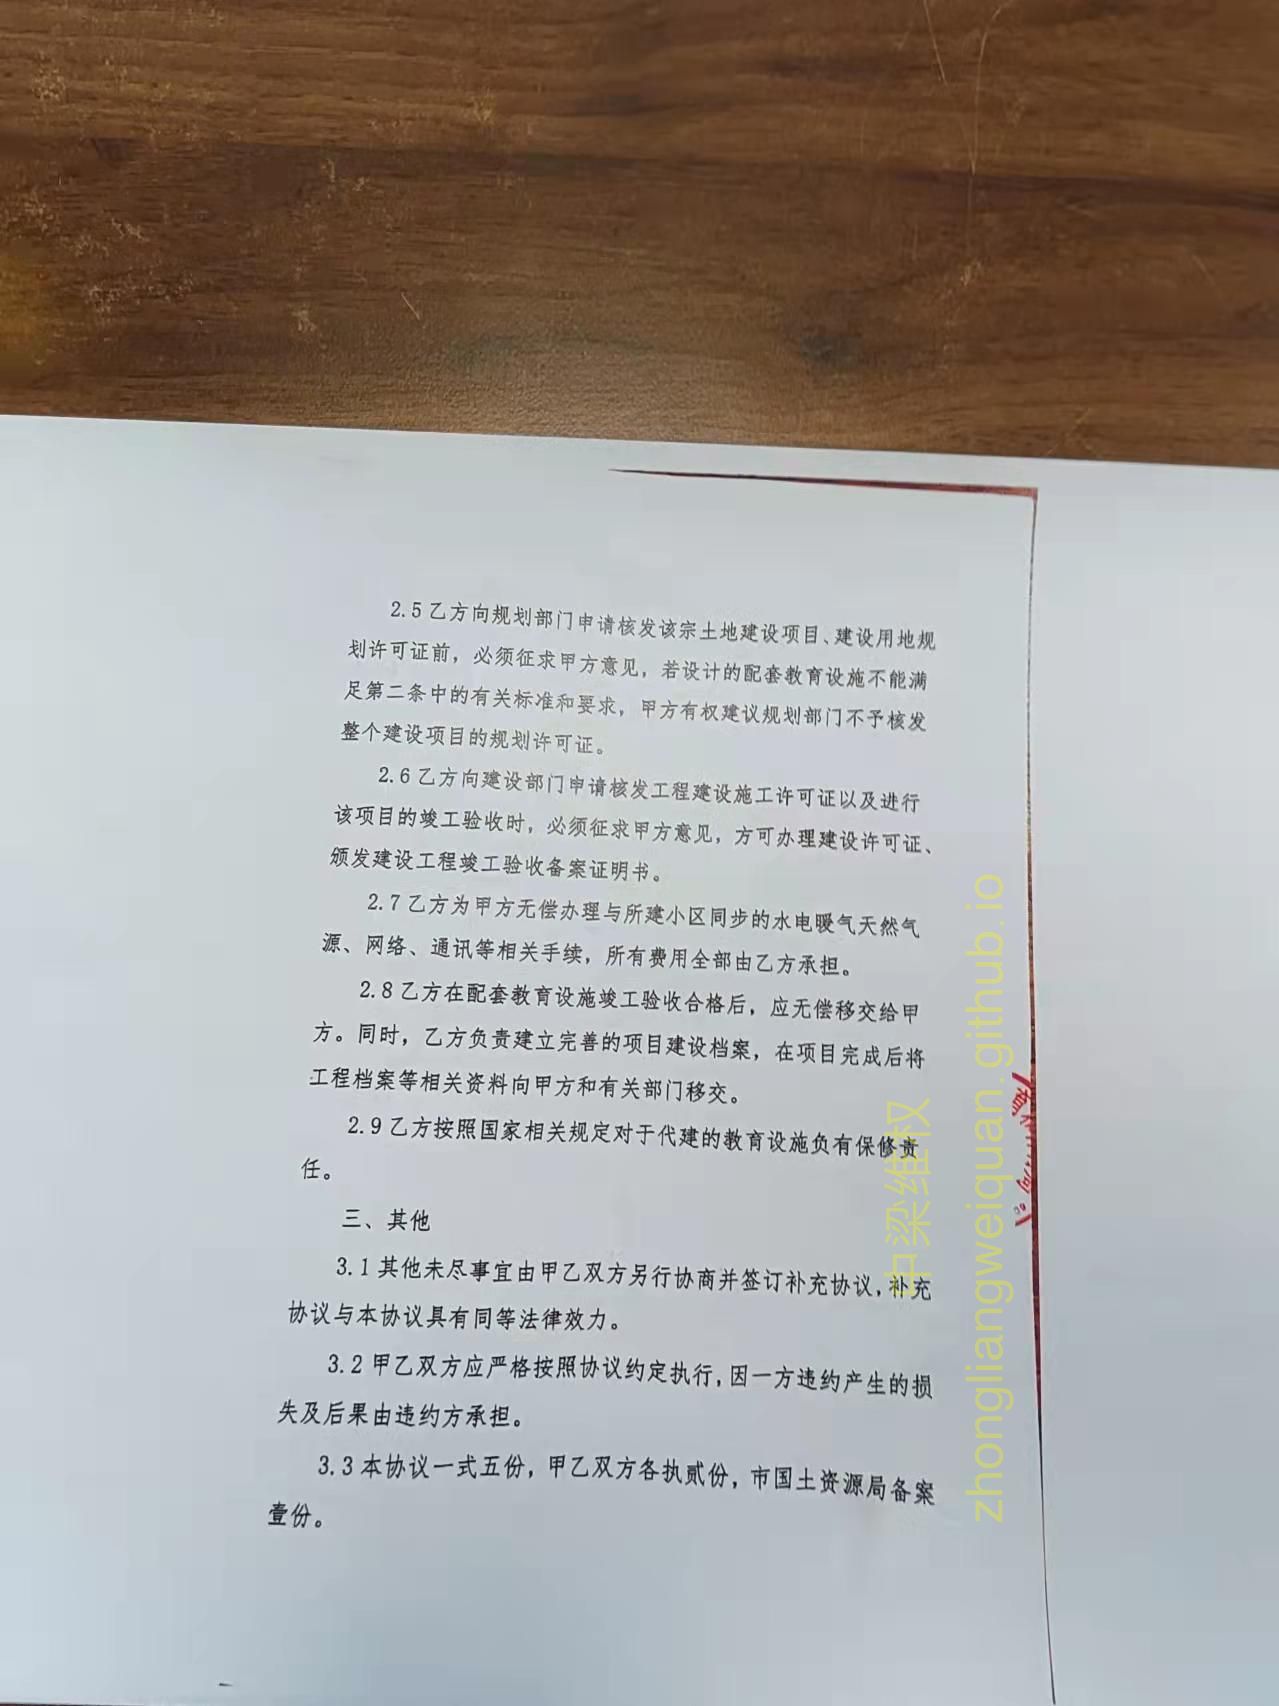 2.5乙方向规划部门申请核发该宗土地建设项目、建设用地规
划许可证前，必须征求甲方意见，若设计的配套教育设施不能满
足第二条中的有关标准和要求，甲方有权建议规划部门不予核发
整个建设项目的规划许可证。
2.6乙方向建设部门申请核发工程建设施工许可证以及进行
该项目的竣工验收时，必须征求甲方意见，方可办理建设许可证、
颁发建设工程竣工验收备案证明书。
2.7乙方为甲方无偿办理与所建小区同步的水电暖气天然气
源、网络、通讯等相关手续，所有费用全部由乙方承担。
2.8乙方在配套教育设施竣工验收合格后，应无偿移交给甲
方。同时，乙方负责建立完善的项目建设档案，在项目完成后将
工程档案等相关资料向甲方和有关部门移交。
2.9乙方按照国家相关规定对于代建的教育设施负有保修责
任。
三、其他
3.1其他未尽事宜由甲乙双方另行协商并签订补充协议，补充
协议与本协议具有同等法律效力。
3.2甲乙双方应严格按照协议约定执行，因一方违约产生的损
失及后果由违约方承担。
3.3本协议一式五份，甲乙双方各执贰份，市国土资源局备案
壹份。
中梁维权
zhongliangweiquan.github.io